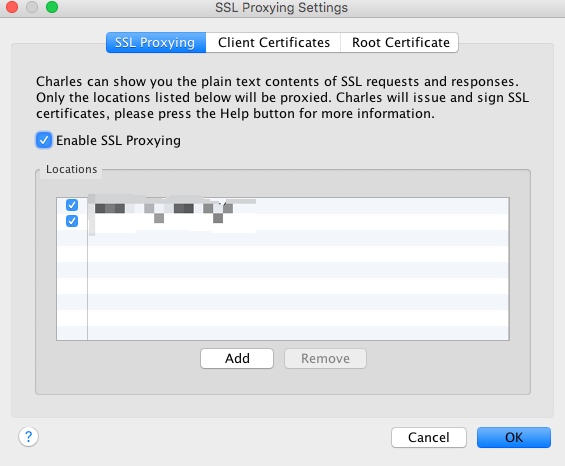 SSL Proxying Settings
SSL Proxying Client Certificates Root Certificate
Charles can show you the plain text contents of SSL requests and responses.
Only the locations listed below will be proxied. Charles will issue and sign SSL
certificates, please press the Help button for more information.
Enable SSL Proxying
Locations
Add Remove
? Cancel OK